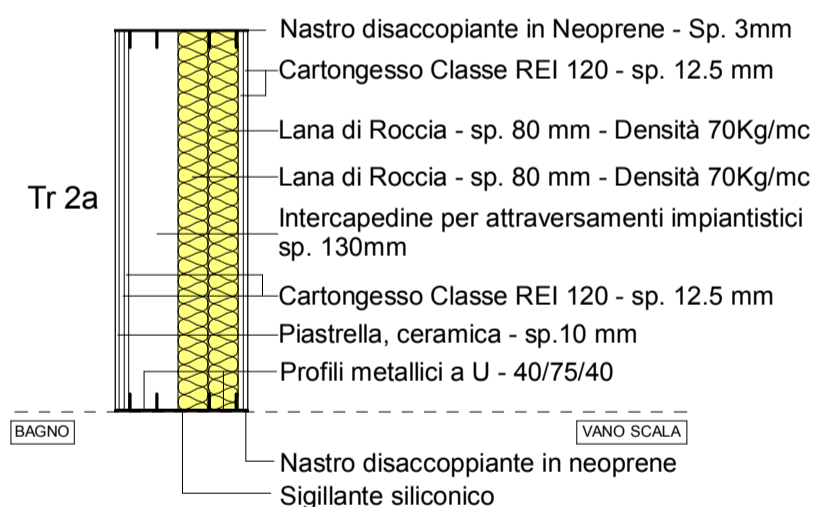 Nastro disaccopiante in Neoprene - Sp. 3mm
Cartongesso Classe REI 120 - sp. 12.5 mm
Lana di Roccia - sp. 80 mm - Densità 70Kg/mc
Lana di Roccia - sp. 80 mm - Densità 70Kg/mc
Tr 2a
Intercapedine per attraversamenti impiantistici
sp. 130mm
Cartongesso Classe REI 120 - sp. 12.5 mm
Piastrella, ceramica - sp.10 mm
Profili metallici a U - 40/75/40
BAGNO
VANO SCALA
Nastro disaccoppiante in neoprene
Sigillante siliconico